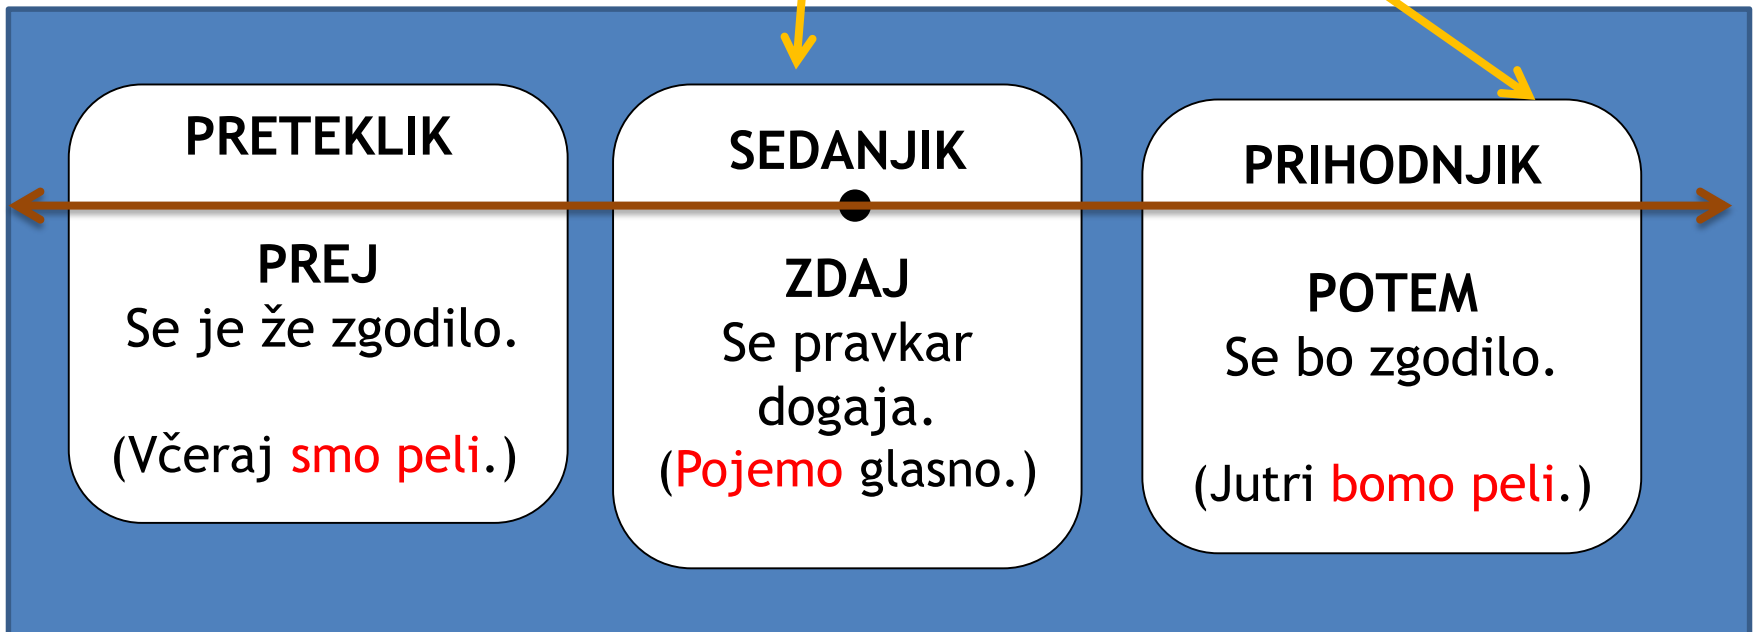 PRETEKLIK
PREJ
Se je že zgodilo.
(Včeraj smo peli.)
SEDANJIK
ZDAJ
Se pravkar
dogaja.
(Pojemo glasno.)
PRIHODNJIK
POTEM
Se bo zgodilo.
(Jutri bomo peli.)